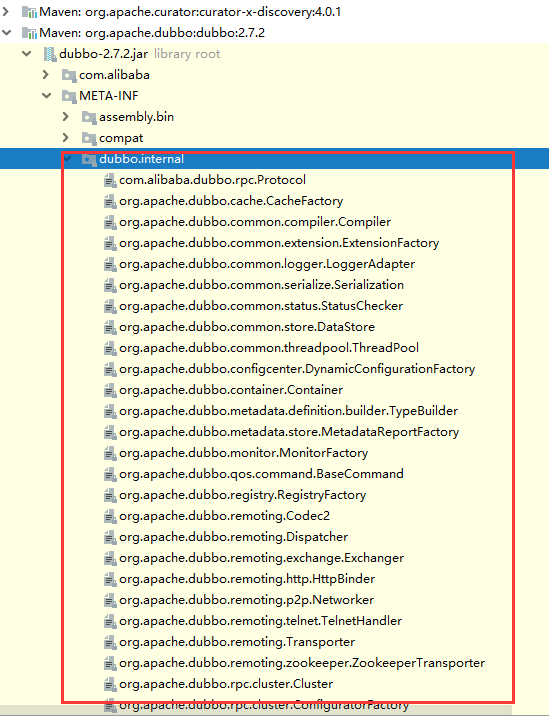 Maven: org.apache.curator:curator-x-discovery:4.0.1
Maven: org.apache.dubbo:dubbo:2.7.2
dubbo-2.7.2.jar library root
com.alibaba
META-INF
assembly.bin
compat
dubbo.internal
com.alibaba.dubbo.rpc.Protocol
org.apache.dubbo.cache.CacheFactory
org.apache.dubbo.common.compiler.Compiler
org.apache.dubbo.common.extension.ExtensionFactory
org.apache.dubbo.common.logger.LoggerAdapter
org.apache.dubbo.common.serialize.Serialization
org.apache.dubbo.common.status.StatusChecker
org.apache.dubbo.common.store.DataStore
org.apache.dubbo.common.threadpool.ThreadPool
org.apache.dubbo.configcenter.DynamicConfigurationFactory
org.apache.dubbo.container.Container
org.apache.dubbo.metadata.definition.builder.TypeBuilder
org.apache.dubbo.metadata.store.MetadataReportFactory
org.apache.dubbo.monitor.MonitorFactory
org.apache.dubbo.qos.command.BaseCommand
org.apache.dubbo.registry.RegistryFactory
org.apache.dubbo.remoting.Codec2
org.apache.dubbo.remoting.Dispatcher
org.apache.dubbo.remoting.exchange.Exchanger
org.apache.dubbo.remoting.http.HttpBinder
org.apache.dubbo.remoting.p2p.Networker
org.apache.dubbo.remoting.telnet.TelnetHandler
org.apache.dubbo.remoting.Transporter
org.apache.dubbo.remoting.zookeeper.ZookeeperTransporter
org.apache.dubbo.rpc.cluster.Cluster
org.apache.dubbo.rpc.cluster.ConfiguratorFactory